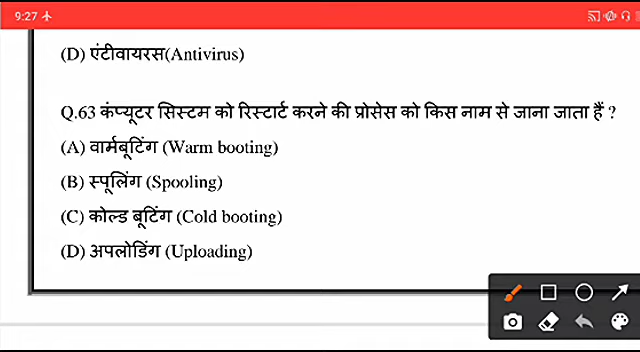 9:27
(D) एंटीवायरस(Antivirus)
Q.63 कंप्यूटर सिस्टम को रिस्टार्ट करने की प्रोसेस को किस नाम से जाना जाता हैं ?
(A) वार्मबूटिंग (Warm booting)
(B) स्पूलिंग (Spooling)
(C) कोल्ड बूटिंग (Cold booting)
(D) अपलोडिंग (Uploading)